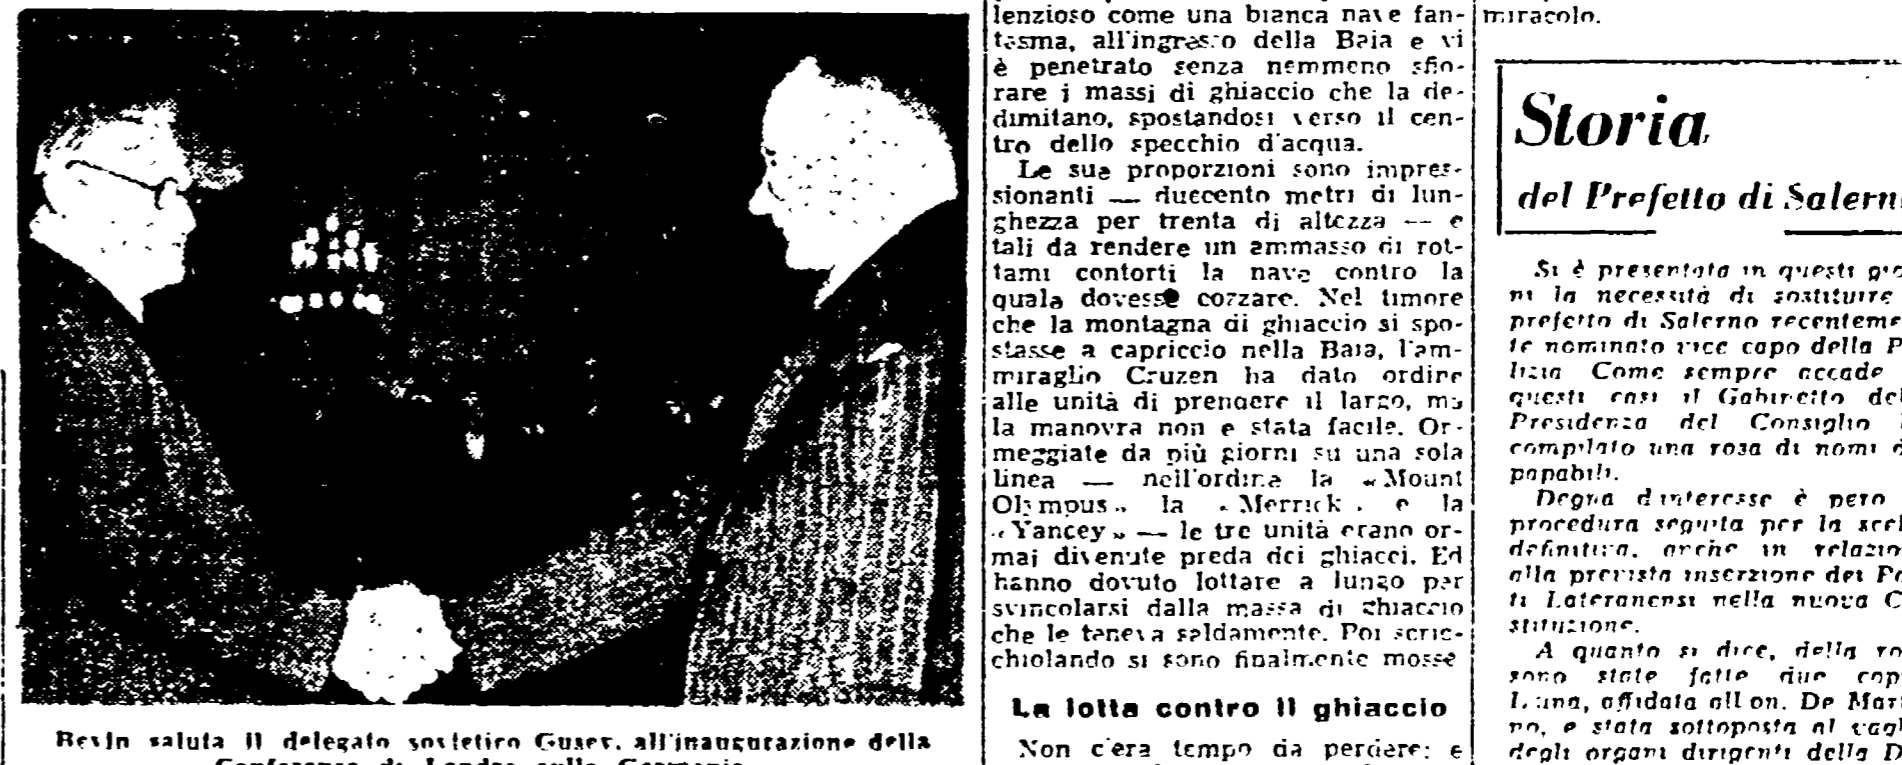 Bevin saluta il delegato sovietico Gusev, all'inaugurazione della
Conferenza di Londra sulla Germania
lenzioso come una bianca nave fan-
tasma, all'ingresso della Baia e vi
è penetrato senza nemmeno sfio-
rare i massi di ghiaccio che la de-
dimitano, spostandosi verso il cen-
tro dello specchio d'acqua.
Le sue proporzioni sono impres-
sionanti — duecento metri di lun-
ghezza per trenta di altezza — e
tali da rendere un ammasso di rot-
tami contorti la nave contro la
quala dovesse cozzare. Nel timore
che la montagna di ghiaccio si spo-
stasse a capriccio nella Baia, l'am-
miraglio Cruzen ha dato ordine
alle unità di prendere il largo, ma
la manovra non e stata facile. Or-
meggiate da più giorni su una sola
linea — nell'ordine la «Mount
Olympus» la «Merrick» e la
«Yancey» — le tre unità erano or-
mai divenute preda dei ghiacci. Ed
hanno dovuto lottare a lungo per
svincolarsi dalla massa di ghiaccio
che le teneva saldamente. Poi scric-
chiolando si sono finalmente mosse
La lotta contro il ghiaccio
Non c'era tempo da perdere: e
miracolo.
Storia
del Prefetto di Salern
Si è presentata in questi gio
ni la necessità di sostituire
prefetto di Salerno recenteme
te nominato vice capo della P
lizia Come sempre accade
questi casi il Gabinetto del
Presidenza del Consiglio
compilato una rosa di nomi d
papabili.
Degna d'interesse è pero
procedura seguita per la scel
definitiva, anche in relazio
alla prevista inserzione dei Pa
ti Lateranensi nella nuova C
stituzione.
A quanto si dice, della ro
sono state fatte due cop
L'una, affidata all on. De Mar
no, e stata sottoposta al vagl
degli organi dirigenti della D